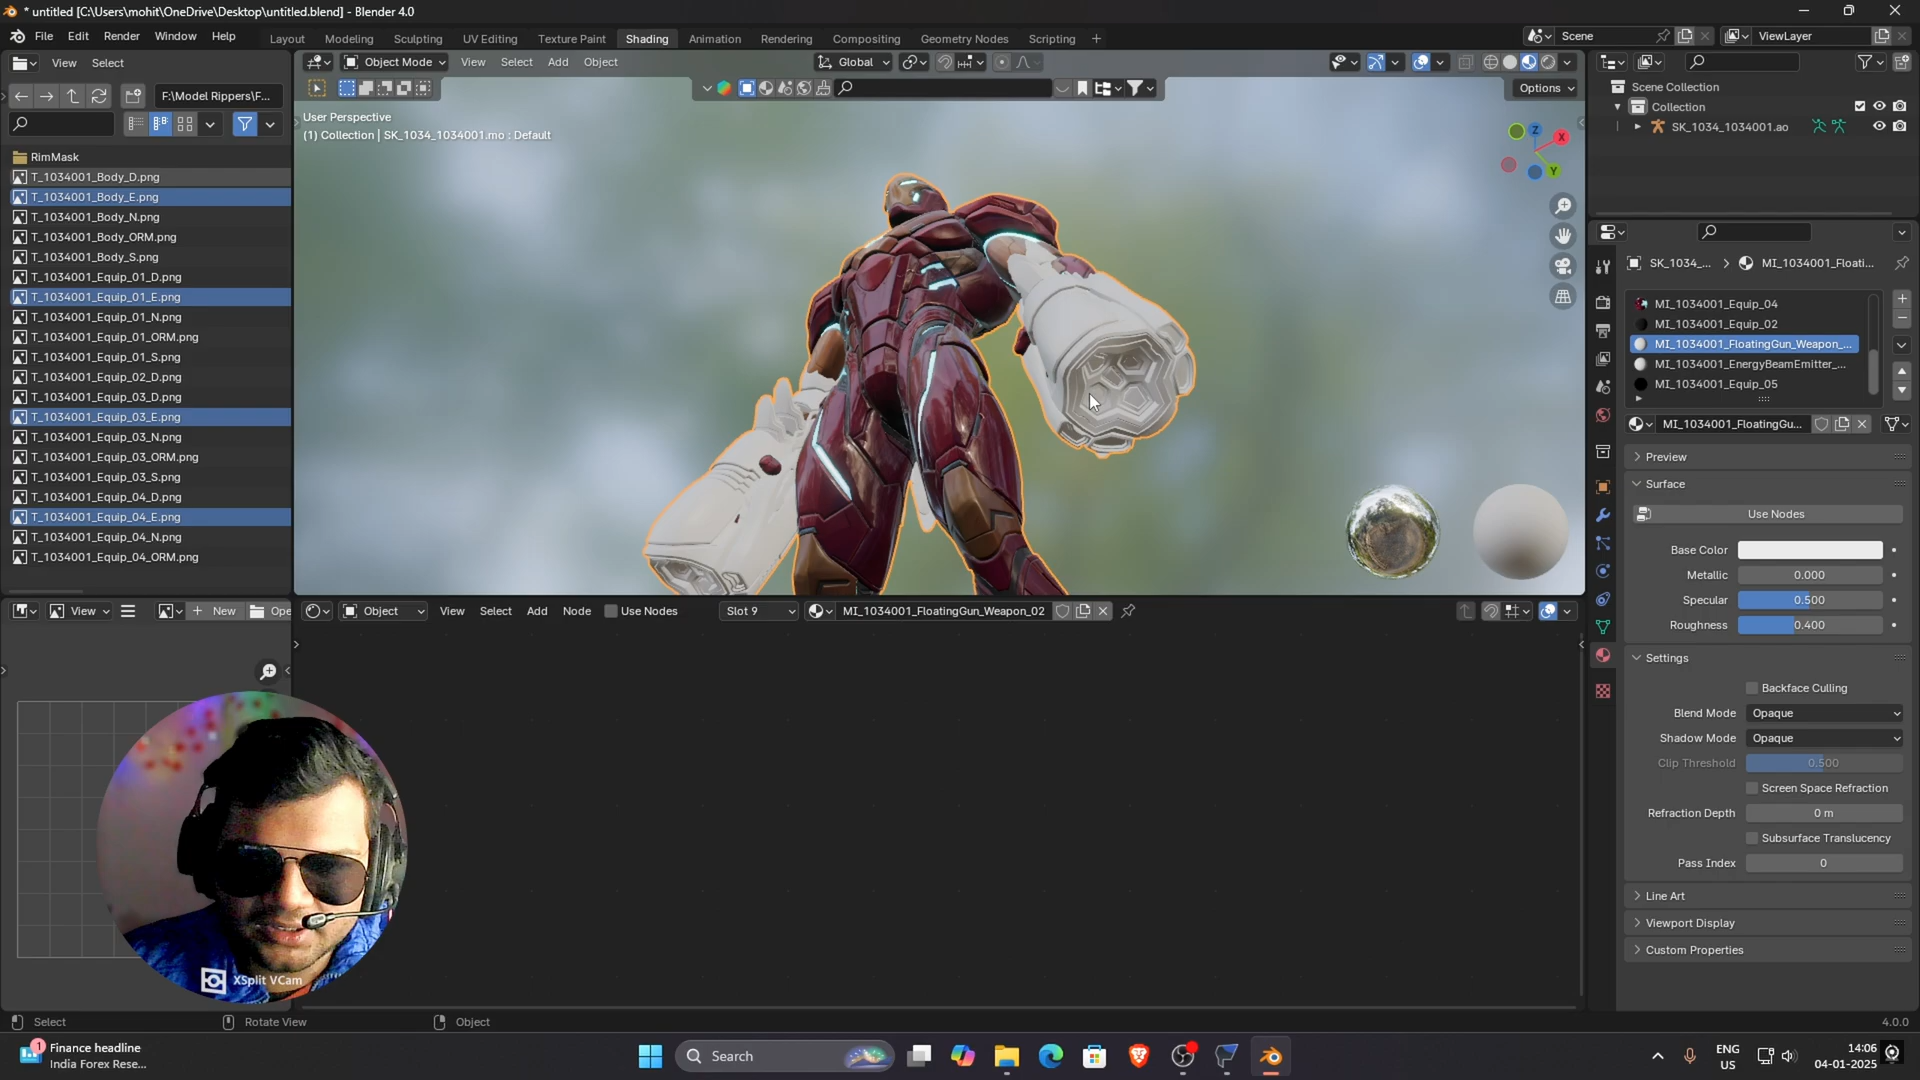 * untitled [C:\Users\mohit\OneDrive\Desktop\untitled.blend] - Blender 4.0
File Edit Render Window Help
Layout Modeling Sculpting UV Editing Texture Paint Shading Animation Rendering Compositing Geometry Nodes Scripting +
Scene
ViewLayer
View Select
Object Mode View Select Add Object
Global
F:\Model Rippers\F...
Options
User Perspective
(1) Collection | SK_1034_1034001.mo : Default
Z
X
Y
RimMask
T_1034001_Body_D.png
T_1034001_Body_E.png
T_1034001_Body_N.png
T_1034001_Body_ORM.png
T_1034001_Body_S.png
T_1034001_Equip_01_D.png
T_1034001_Equip_01_E.png
T_1034001_Equip_01_N.png
T_1034001_Equip_01_ORM.png
T_1034001_Equip_01_S.png
T_1034001_Equip_02_D.png
T_1034001_Equip_03_D.png
T_1034001_Equip_03_E.png
T_1034001_Equip_03_N.png
T_1034001_Equip_03_ORM.png
T_1034001_Equip_03_S.png
T_1034001_Equip_04_D.png
T_1034001_Equip_04_E.png
T_1034001_Equip_04_N.png
T_1034001_Equip_04_ORM.png
Scene Collection
Collection
SK_1034_1034001.ao
SK_1034_... > MI_1034001_Floati...
MI_1034001_Equip_04
MI_1034001_Equip_02
MI_1034001_FloatingGun_Weapon_...
MI_1034001_EnergyBeamEmitter_...
MI_1034001_Equip_05
MI_1034001_FloatingGu...
Preview
Surface
Use Nodes
Base Color
Metallic 0.000
Specular 0.500
Roughness 0.400
Settings
Backface Culling
Blend Mode Opaque
Shadow Mode Opaque
Clip Threshold 0.500
Screen Space Refraction
Refraction Depth 0 m
Subsurface Translucency
Pass Index 0
Line Art
Viewport Display
Custom Properties
View + New Ope
Object View Select Add Node Use Nodes Slot 9 MI_1034001_FloatingGun_Weapon_02
XSplit VCam
Select Rotate View Object
4.0.0
1
Finance headline
India Forex Rese...
Search
ENG
US
14:06
04-01-2025